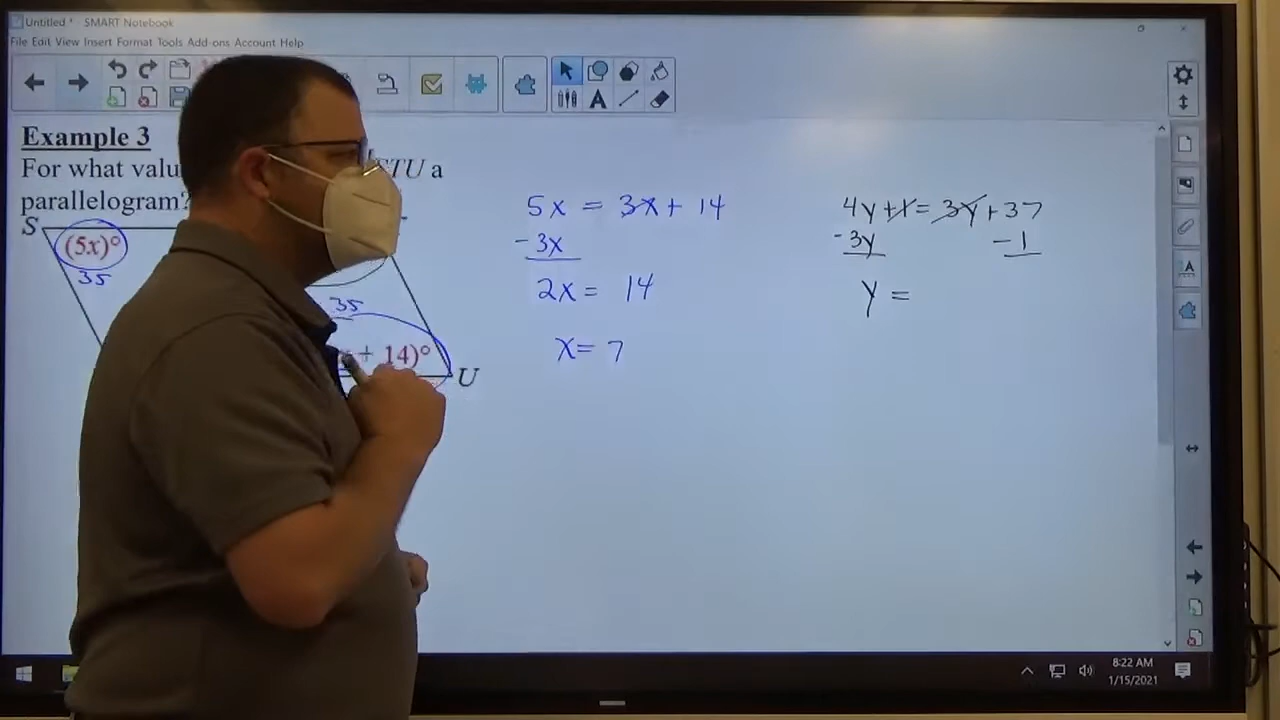 Untitled * SMART Notebook
File Edit View Insert Format Tools Add-ons Account Help
Example 3
For what STU a
parallelogram?
S
(5x)°
35
35
+ 14)°
U
5x = 3x + 14
-3x
2x = 14
x = 7
4y + 1 = 3y + 37
-3y -1
y =
8:22 AM
1/15/2021